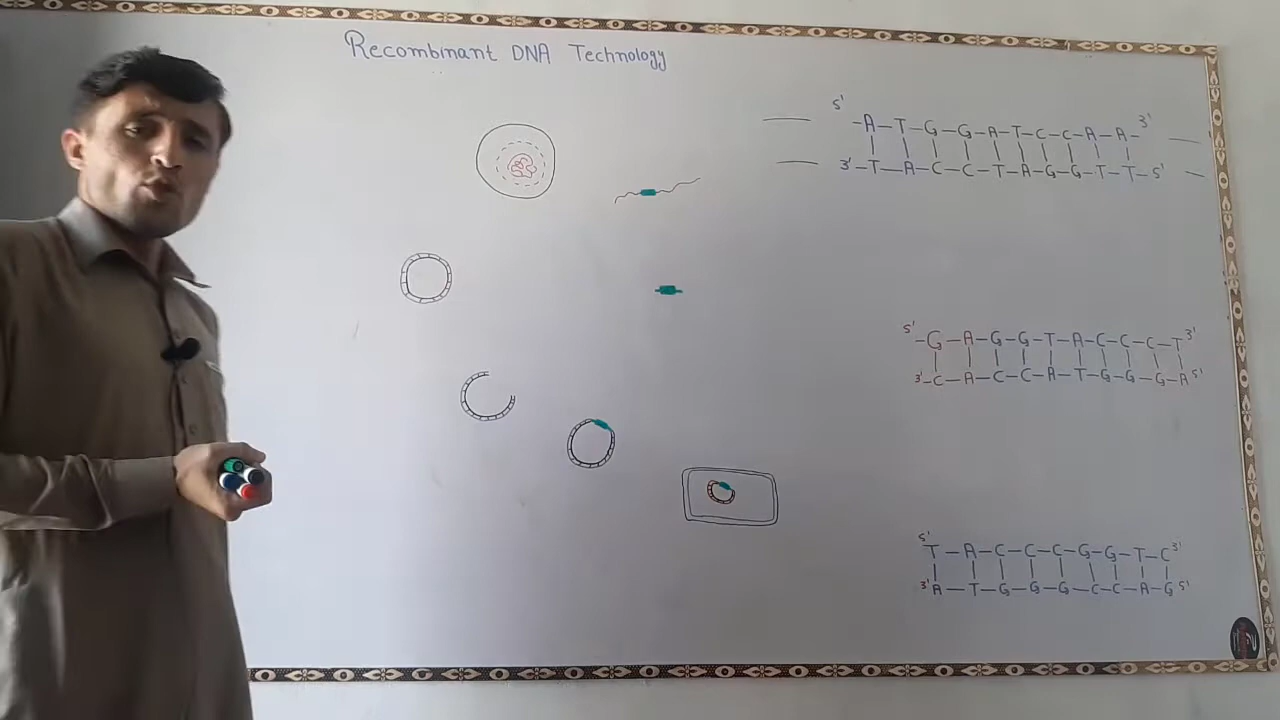 Recombinant DNA Technology
5'
-A-T-G-G-A-T-C-C-A-A- 3'
3'-T-A-C-C-T-A-G-G-T-T-5'
5'-G-A-G-G-T-A-C-C-C-T 3'
3'-C-A-C-C-A-T-G-G-G-A 5'
5'
T-A-C-C-C-G-G-T-C 3'
3' A-T-G-G-G-C-C-A-G 5'